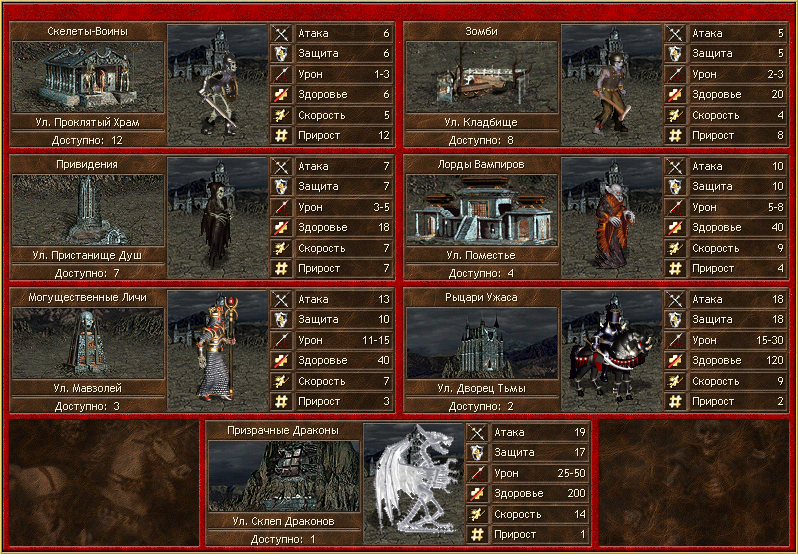 Скелеты-Воины
Атака 6
Защита 6
Урон 1-3
Здоровье 6
Скорость 5
Прирост 12
Ул. Проклятый Храм
Доступно: 12
Зомби
Атака 5
Защита 5
Урон 2-3
Здоровье 20
Скорость 4
Прирост 8
Ул. Кладбище
Доступно: 8
Привидения
Атака 7
Защита 7
Урон 3-5
Здоровье 18
Скорость 7
Прирост 7
Ул. Пристанище Душ
Доступно: 7
Лорды Вампиров
Атака 10
Защита 10
Урон 5-8
Здоровье 40
Скорость 9
Прирост 4
Ул. Поместье
Доступно: 4
Могущественные Личи
Атака 13
Защита 10
Урон 11-15
Здоровье 40
Скорость 7
Прирост 3
Ул. Мавзолей
Доступно: 3
Рыцари Ужаса
Атака 18
Защита 18
Урон 15-30
Здоровье 120
Скорость 9
Прирост 2
Ул. Дворец Тьмы
Доступно: 2
Призрачные Драконы
Атака 19
Защита 17
Урон 25-50
Здоровье 200
Скорость 14
Прирост 1
Ул. Склеп Драконов
Доступно: 1